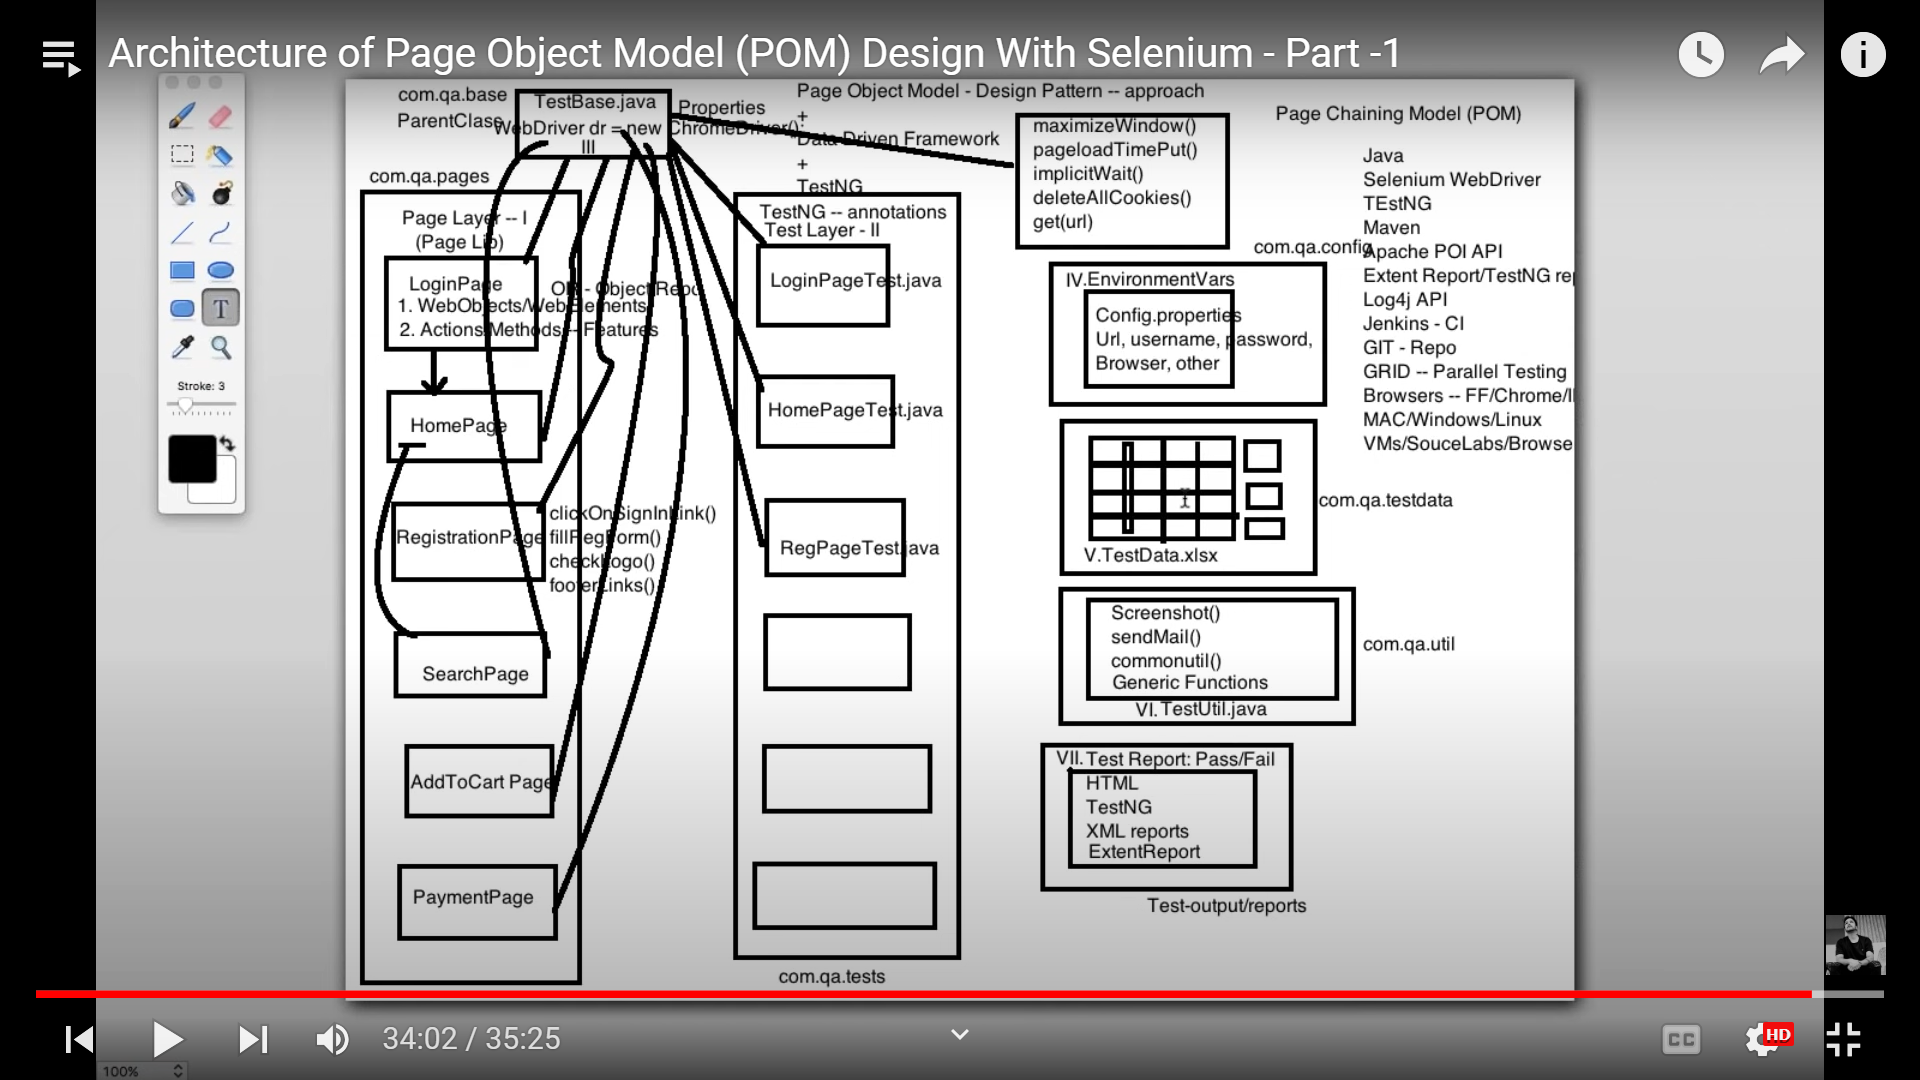 Architecture of Page Object Model (POM) Design With Selenium - Part -1
com.qa.base
ParentClass
TestBase.java
WebDriver dr = new ChromeDriver();
III
Properties
Page Object Model - Design Pattern -- approach
+
Data Driven Framework
+
TestNG
maximizeWindow()
pageloadTimePut()
implicitWait()
deleteAllCookies()
get(url)
Page Chaining Model (POM)
Java
Selenium WebDriver
TEstNG
Maven
Apache POI API
Extent Report/TestNG rep
Log4j API
Jenkins - CI
GIT - Repo
GRID -- Parallel Testing
Browsers -- FF/Chrome/I
MAC/Windows/Linux
VMs/SouceLabs/Browse
com.qa.pages
Page Layer -- I
(Page Lib)
LoginPage
OR - Object Repo
1. WebObjects/WebElements
2. Actions/Methods -- Features
HomePage
RegistrationPage
clickOnSignInLink()
fillRegForm()
checkLogo()
footerLinks()
SearchPage
AddToCart Page
PaymentPage
TestNG -- annotations
Test Layer - II
LoginPageTest.java
HomePageTest.java
RegPageTest.java
com.qa.tests
com.qa.config
IV.EnvironmentVars
Config.properties
Url, username, password,
Browser, other
V.TestData.xlsx
com.qa.testdata
Screenshot()
sendMail()
commonutil()
Generic Functions
VI.TestUtil.java
com.qa.util
VII.Test Report: Pass/Fail
HTML
TestNG
XML reports
ExtentReport
Test-output/reports
T
Stroke: 3
34:02 / 35:25
CC
HD
100%